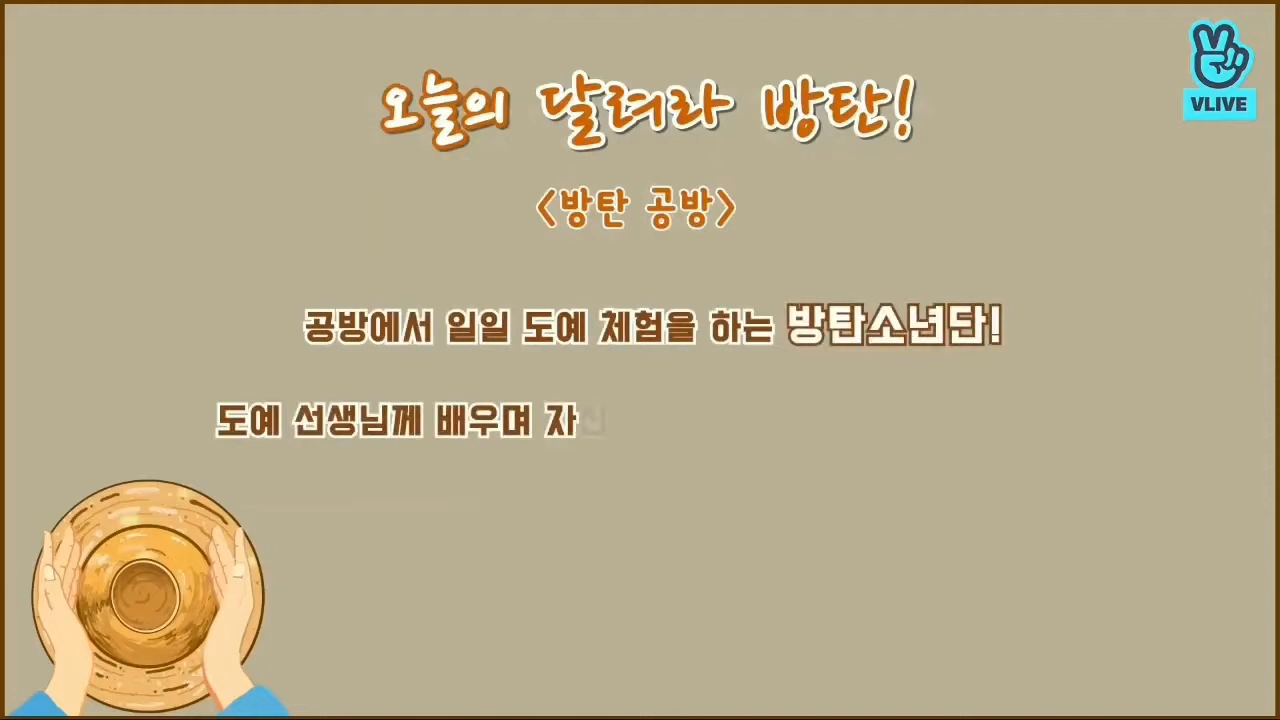 VLIVE
오늘의 달려라 방탄!
<방탄 공방>
공방에서 일일 도예 체험을 하는 방탄소년단!
도예 선생님께 배우며 자신